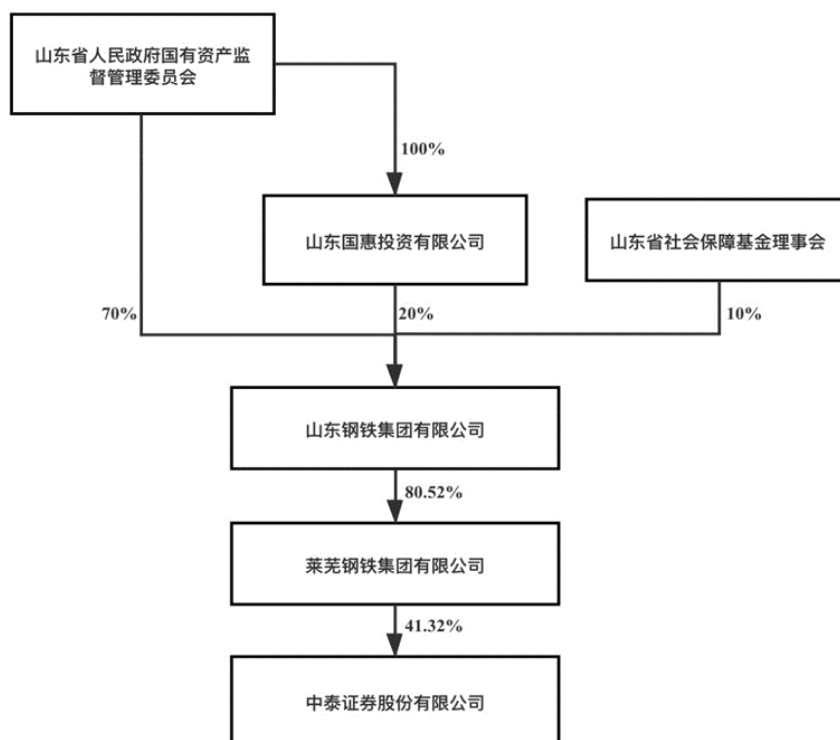 山东省人民政府国有资产监
督管理委员会
100%
山东国惠投资有限公司
山东省社会保障基金理事会
70%
20%
10%
山东钢铁集团有限公司
80.52%
莱芜钢铁集团有限公司
41.32%
中泰证券股份有限公司